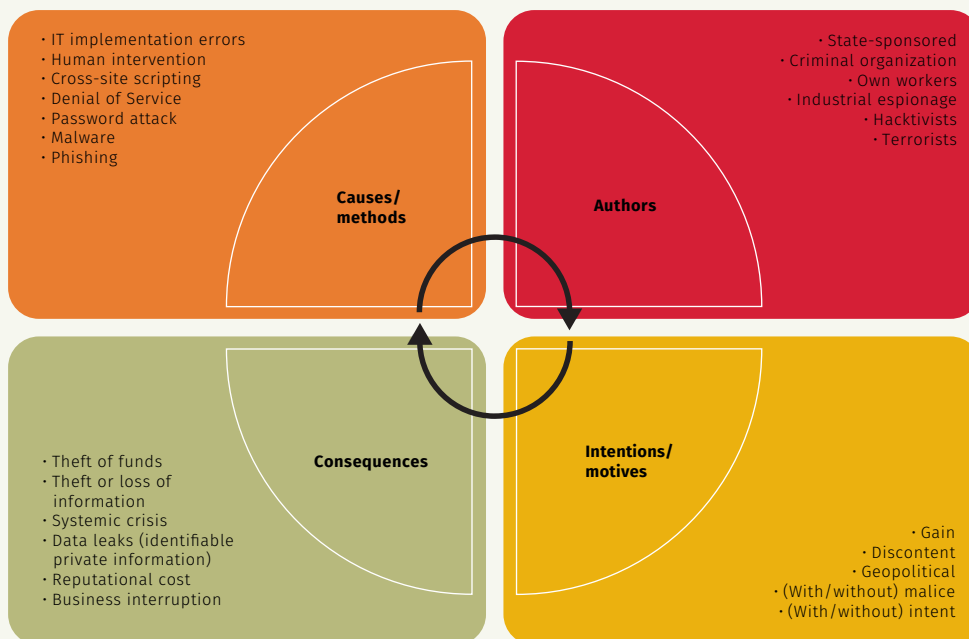 · IT implementation errors
· Human intervention
· Cross-site scripting
· Denial of Service
· Password attack
· Malware
· Phishing
Causes/
methods
· State-sponsored
· Criminal organization
· Own workers
· Industrial espionage
· Hacktivists
· Terrorists
Authors
Consequences
· Theft of funds
· Theft or loss of
information
· Systemic crisis
· Data leaks (identifiable
private information)
· Reputational cost
· Business interruption
Intentions/
motives
· Gain
· Discontent
· Geopolitical
· (With/without) malice
· (With/without) intent